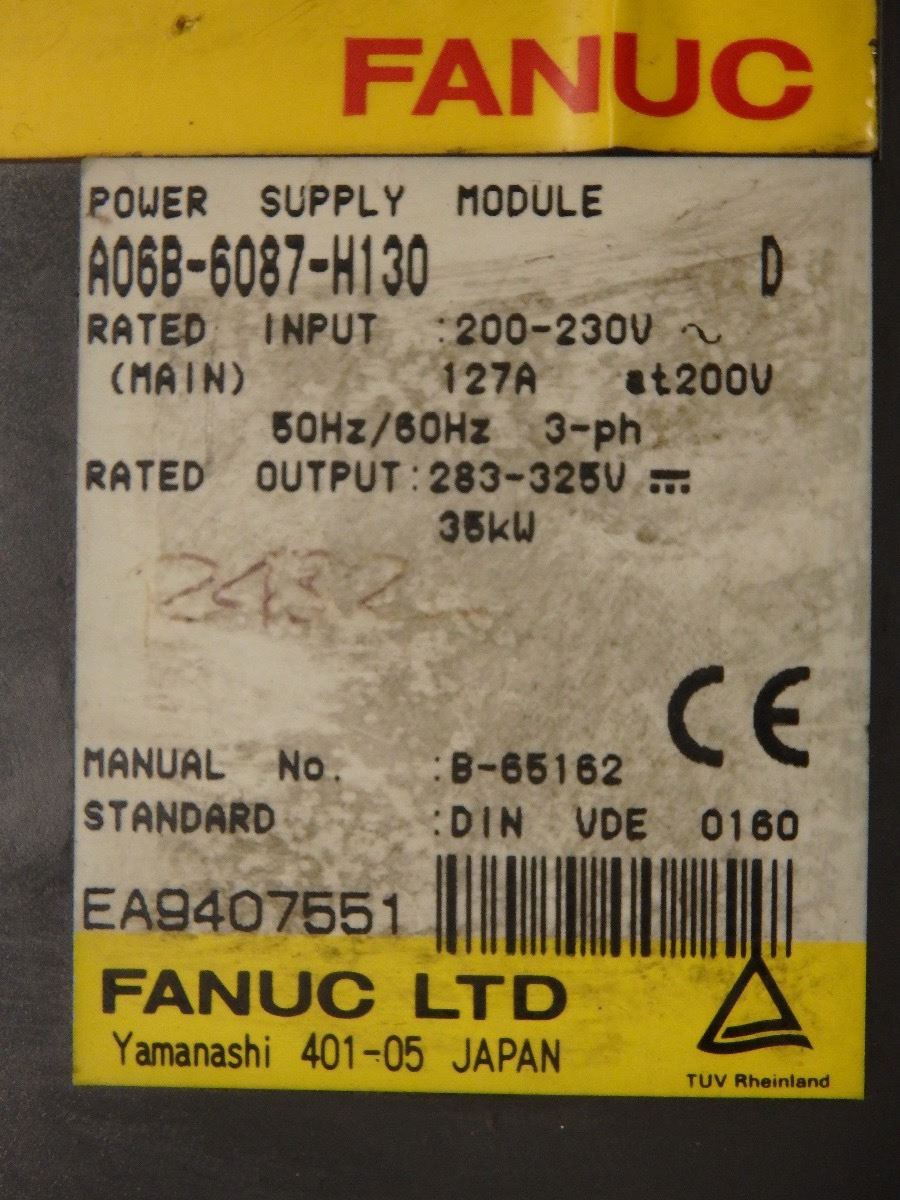 FANUC
POWER SUPPLY MODULE
A06B-6087-H130 D
RATED INPUT :200-230V ~
(MAIN) 127A at200V
50Hz/60Hz 3-ph
RATED OUTPUT:283-325V ⎓
35kW
2432
CE
MANUAL No. :B-65162
STANDARD :DIN VDE 0160
EA9407551
FANUC LTD
Yamanashi 401-05 JAPAN
TUV Rheinland